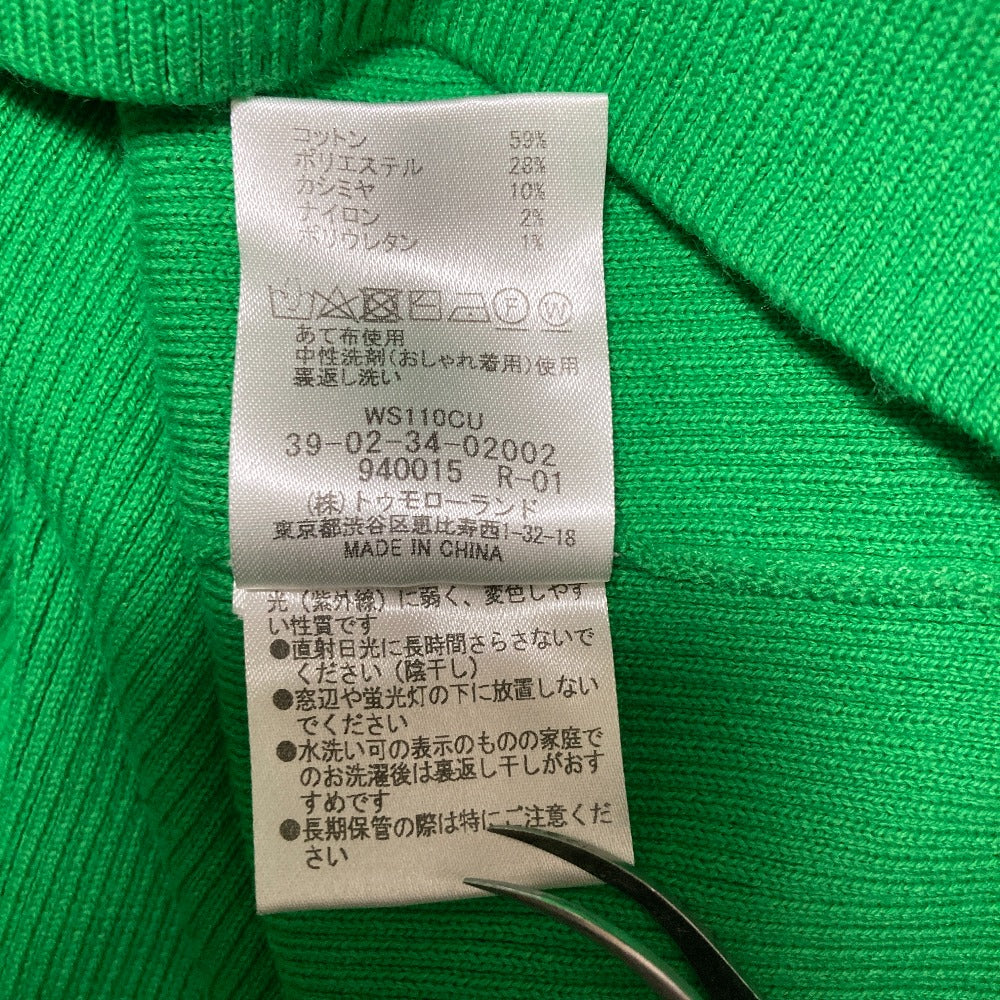 コットン 59%
ポリエステル 28%
カシミヤ 10%
ナイロン 2%
ポリウレタン 1%
F W
あて布使用
中性洗剤(おしゃれ着用)使用
裏返し洗い
WS110CU
39-02-34-02002
940015 R-01
(株)トゥモローランド
東京都渋谷区恵比寿西1-32-18
MADE IN CHINA
光(紫外線)に弱く、変色しやす
い性質です
●直射日光に長時間さらさないで
ください(陰干し)
●窓辺や蛍光灯の下に放置しない
でください
●水洗い可の表示のものの家庭で
のお洗濯後は裏返し干しがおす
すめです
●長期保管の際は特にご注意くだ
さい